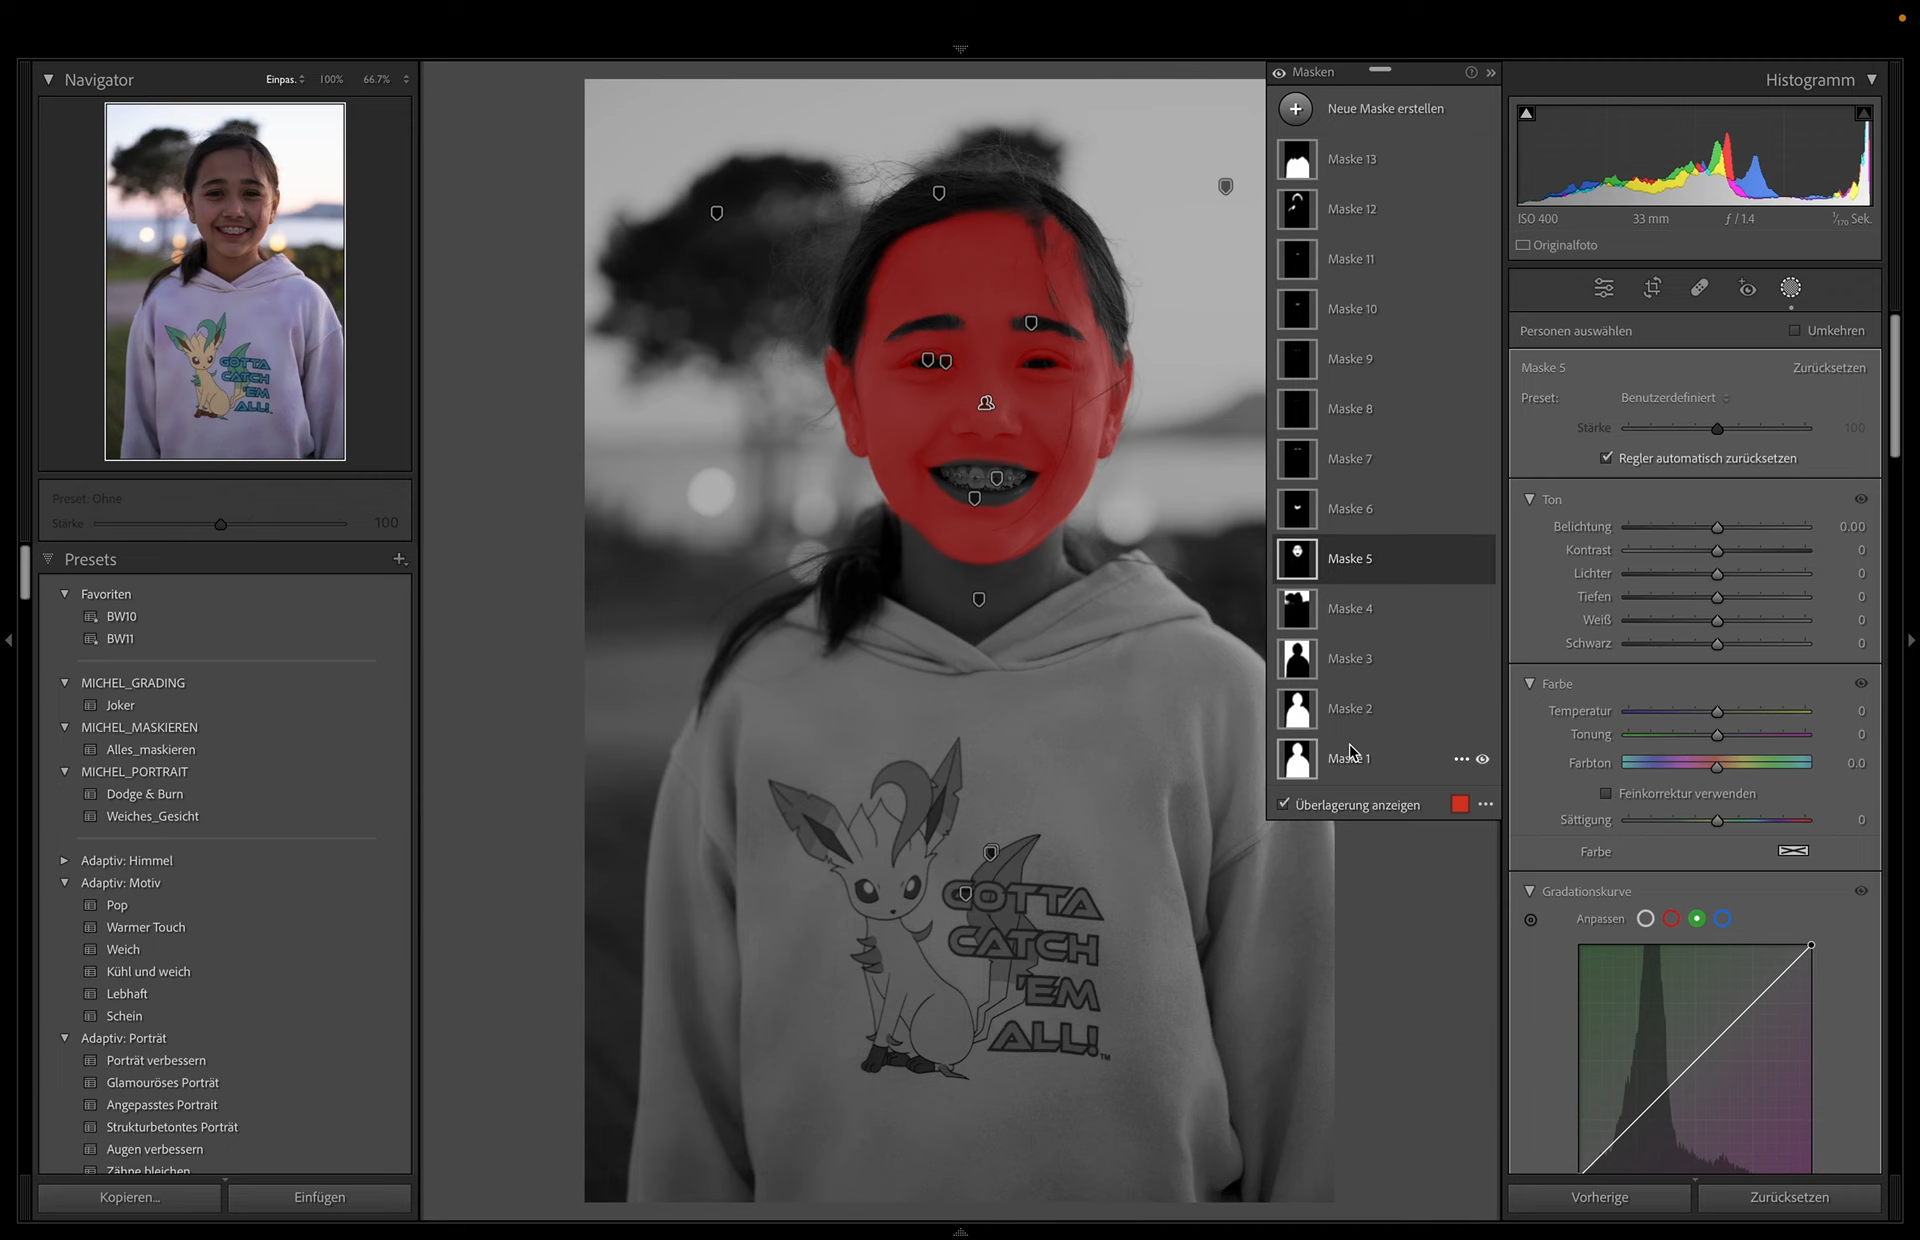 Navigator
Einpas.
100%
66.7%
Preset: Ohne
Stärke
100
Presets
Favoriten
BW10
BW11
MICHEL_GRADING
Joker
MICHEL_MASKIEREN
Alles_maskieren
MICHEL_PORTRAIT
Dodge & Burn
Weiches_Gesicht
Adaptiv: Himmel
Adaptiv: Motiv
Pop
Warmer Touch
Weich
Kühl und weich
Lebhaft
Schein
Adaptiv: Porträt
Porträt verbessern
Glamouröses Porträt
Angepasstes Portrait
Strukturbetontes Porträt
Augen verbessern
Zähne bleichen
Kopieren...
Einfügen
GOTTA
CATCH
'EM
ALL!
GOTTA
CATCH
'EM
ALL!™
Masken
Neue Maske erstellen
Maske 13
Maske 12
Maske 11
Maske 10
Maske 9
Maske 8
Maske 7
Maske 6
Maske 5
Maske 4
Maske 3
Maske 2
Maske 1
Überlagerung anzeigen
Histogramm
ISO 400
33 mm
ƒ / 1.4
1/170 Sek.
Originalfoto
Personen auswählen
Umkehren
Maske 5
Zurücksetzen
Preset:
Benutzerdefiniert
Stärke
100
Regler automatisch zurücksetzen
Ton
Belichtung
0.00
Kontrast
0
Lichter
0
Tiefen
0
Weiß
0
Schwarz
0
Farbe
Temperatur
0
Tonung
0
Farbton
0.0
Feinkorrektur verwenden
Sättigung
0
Farbe
Gradationskurve
Anpassen
Vorherige
Zurücksetzen